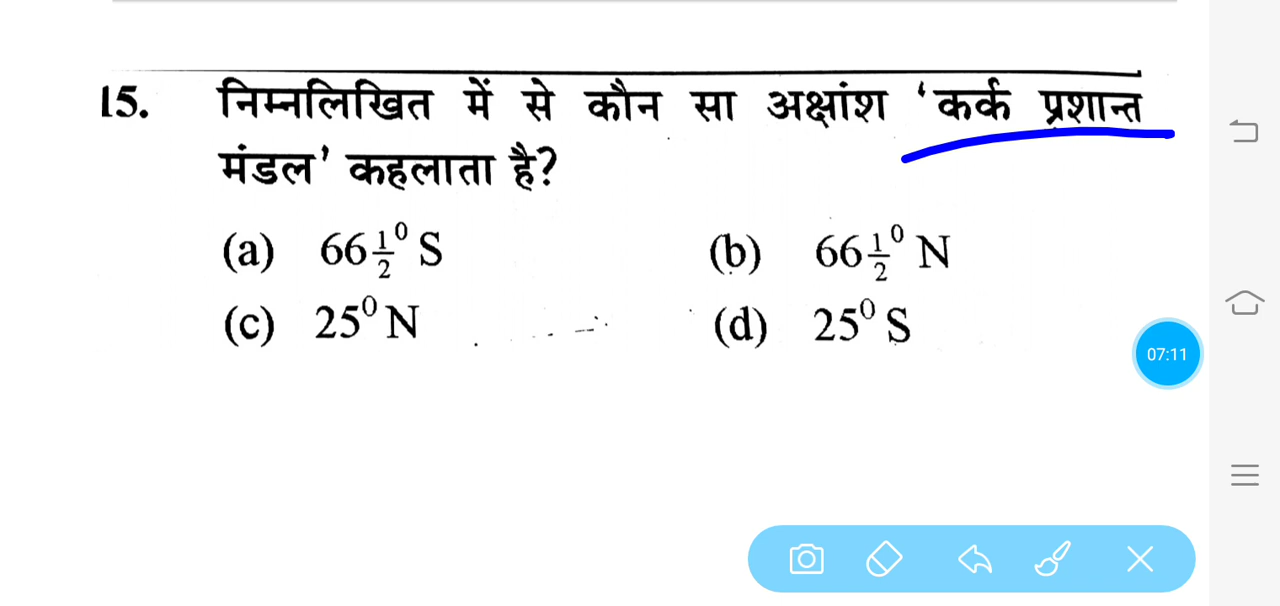 15. निम्नलिखित में से कौन सा अक्षांश ‘कर्क प्रशान्त
मंडल’ कहलाता है?
(a) 66½⁰ S (b) 66½⁰ N
(c) 25⁰ N (d) 25⁰ S
07:11